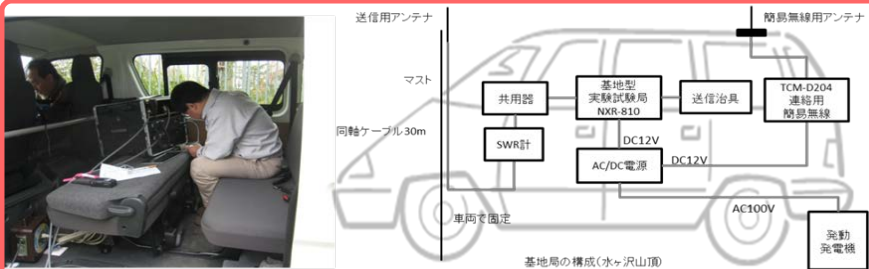 送信用アンテナ
簡易無線用アンテナ
マスト
共用器
基地型
実験試験局
NXR-810
送信治具
TCM-D204
連絡用
簡易無線
同軸ケーブル30m
SWR計
DC12V
AC/DC電源
DC12V
AC100V
車両で固定
発動
発電機
基地局の構成(水ヶ沢山頂)